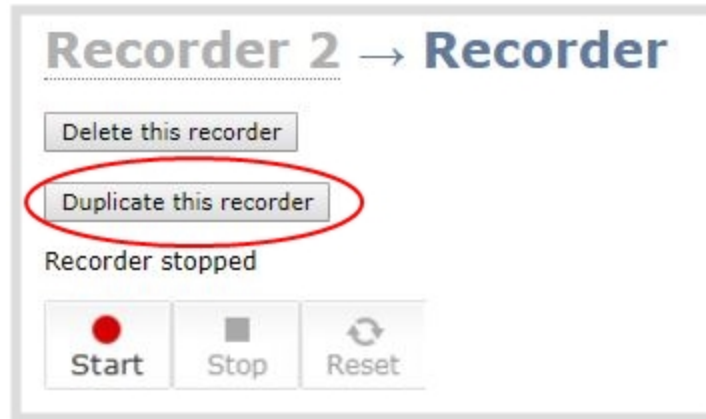 Recorder 2 → Recorder
Delete this recorder
Duplicate this recorder
Recorder stopped
Start Stop Reset